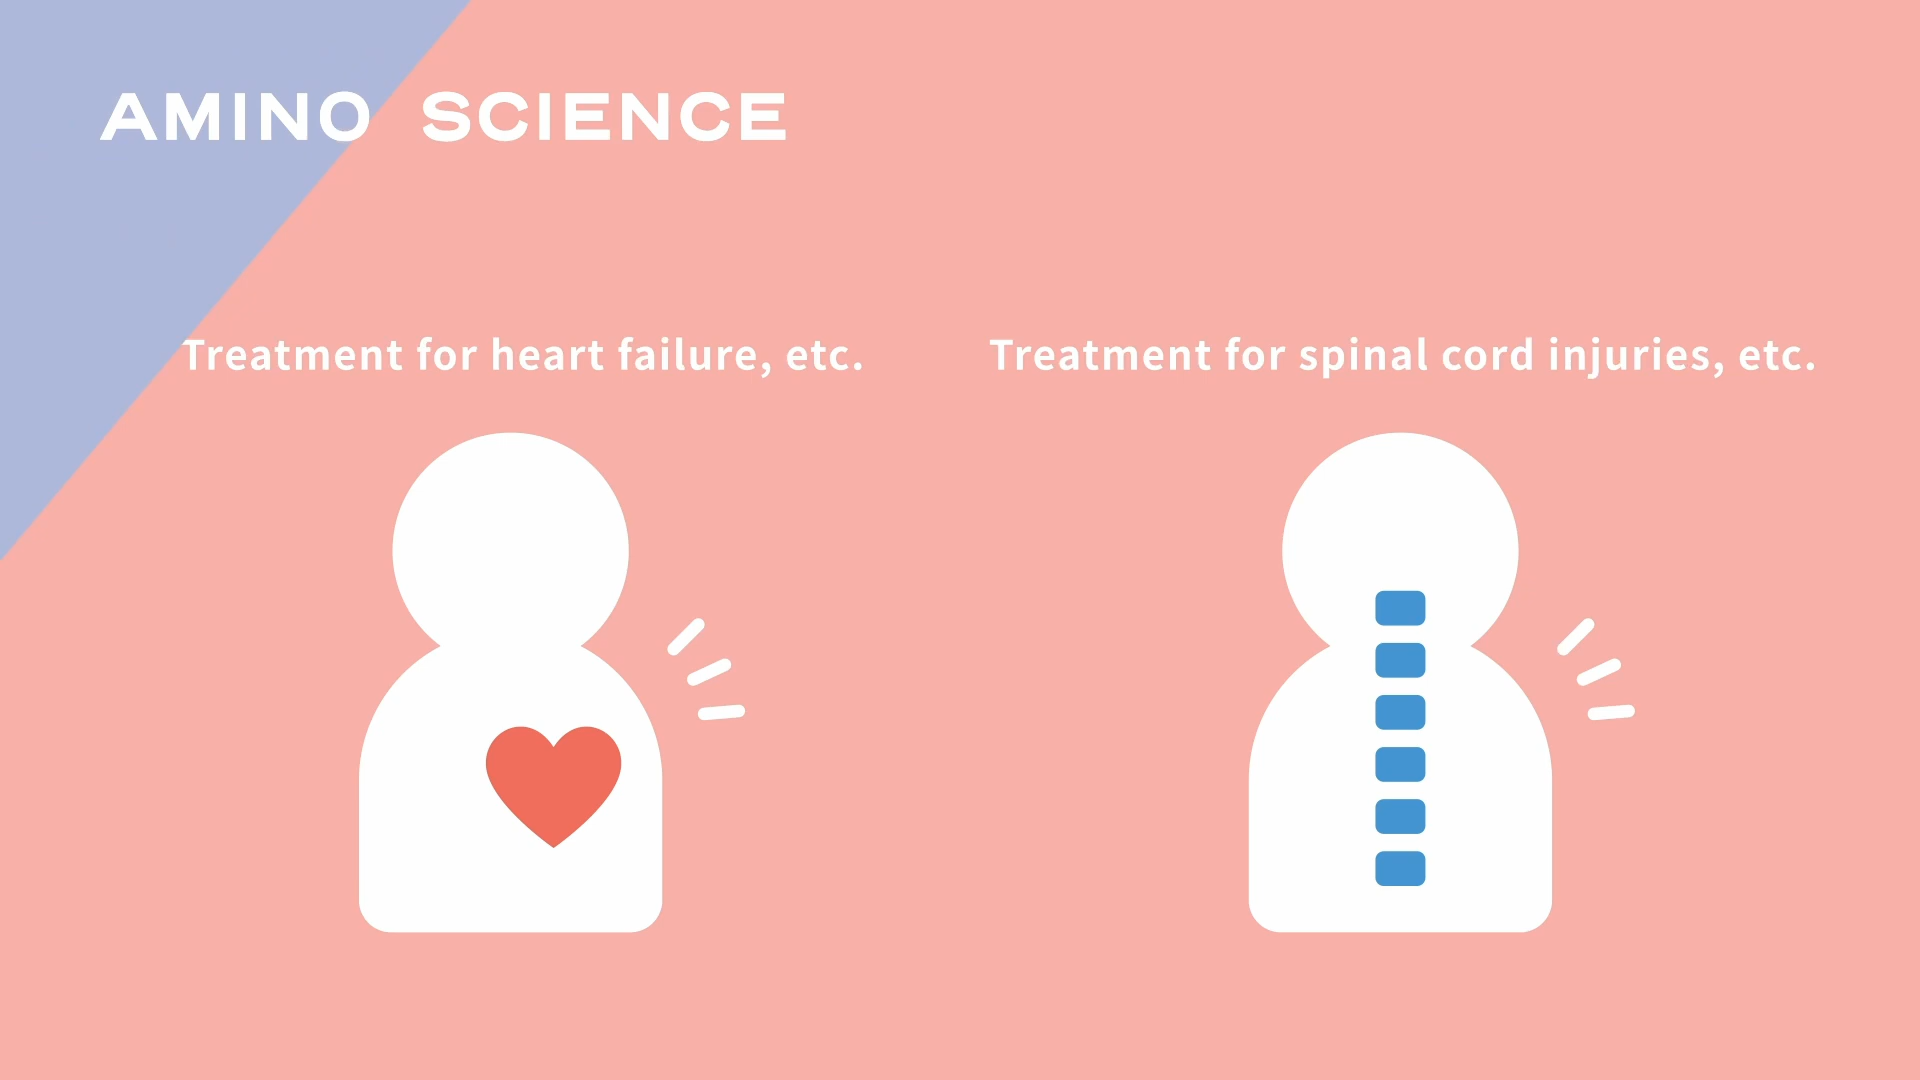 AMINO SCIENCE
Treatment for heart failure, etc.
Treatment for spinal cord injuries, etc.